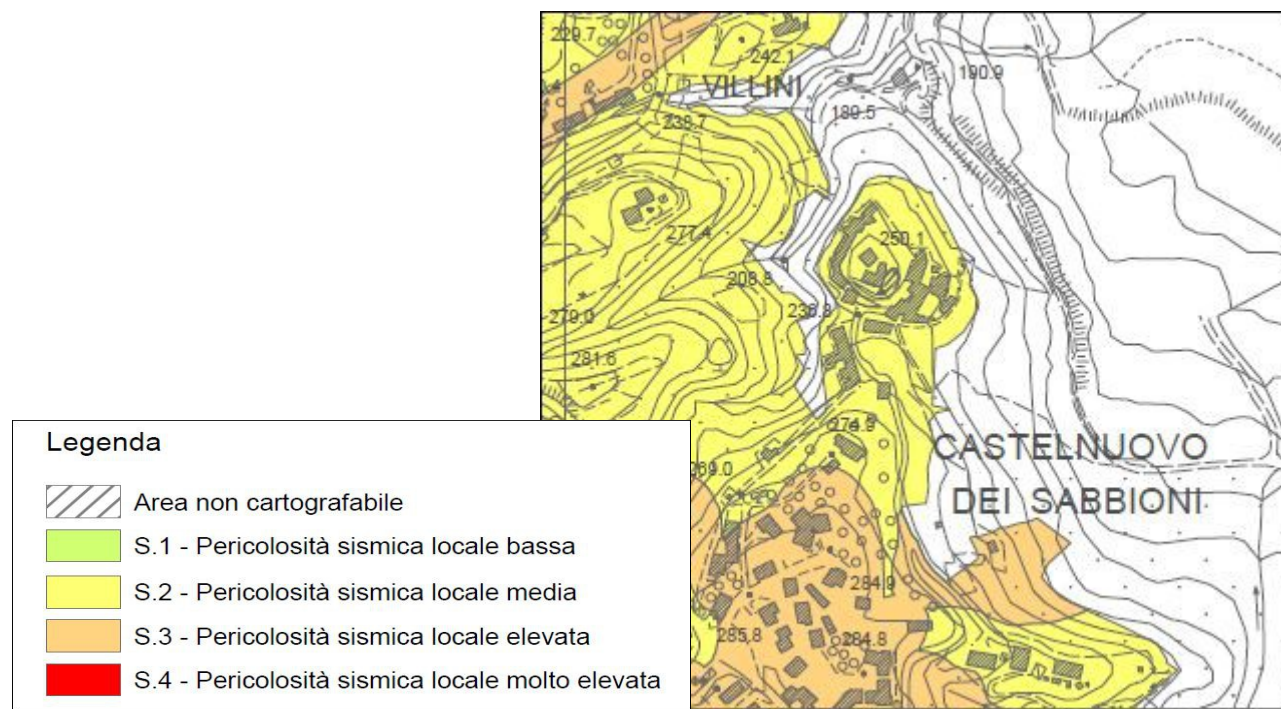 229.7
242.1
VILLINI
190.9
189.5
238.7
277.4
250.1
208.8
236.8
279.0
281.6
274.9
269.0
CASTELNUOVO
DEI SABBIONI
284.9
285.8
284.8
Legenda
Area non cartografabile
S.1 - Pericolosità sismica locale bassa
S.2 - Pericolosità sismica locale media
S.3 - Pericolosità sismica locale elevata
S.4 - Pericolosità sismica locale molto elevata